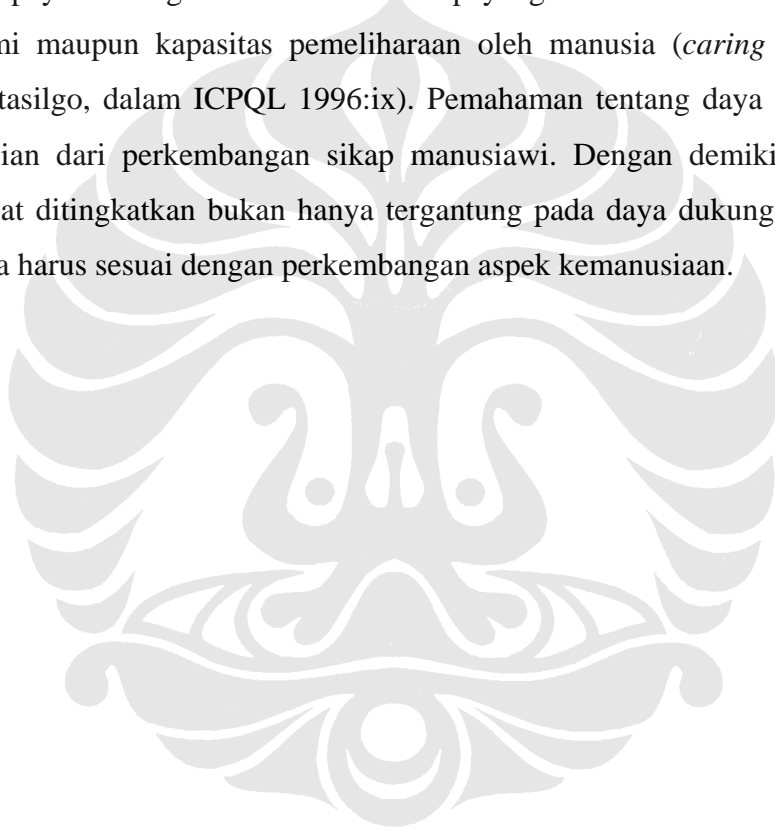 mi maupun kapasitas pemeliharaan oleh manusia (caring
tasilgo, dalam ICPQL 1996:ix). Pemahaman tentang daya
ian dari perkembangan sikap manusiawi. Dengan demiki
at ditingkatkan bukan hanya tergantung pada daya dukung
a harus sesuai dengan perkembangan aspek kemanusiaan.